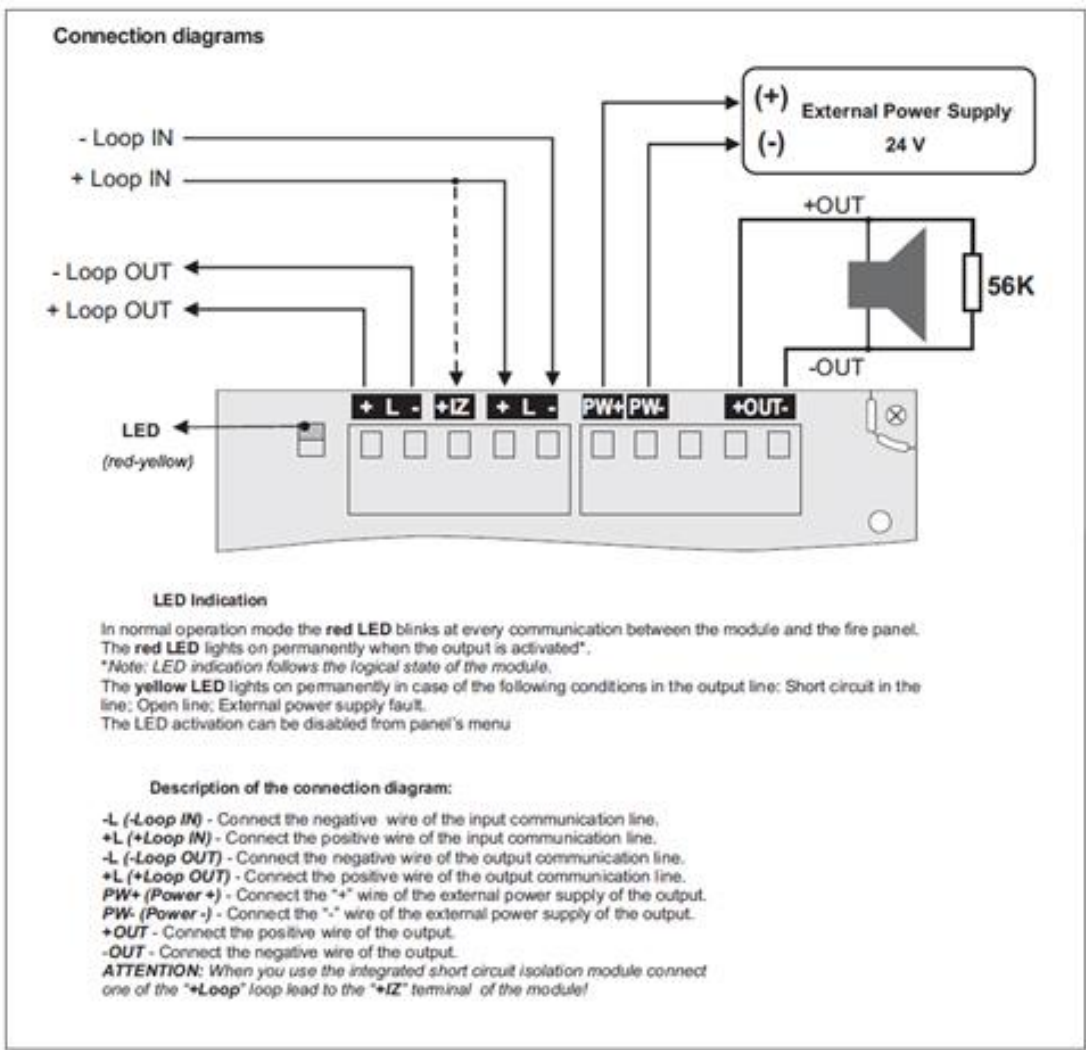 Connection diagrams
(+) External Power Supply
(-) 24 V
- Loop IN
+ Loop IN
+OUT
- Loop OUT
+ Loop OUT
56K
-OUT
+ L - +IZ + L - PW+ PW- +OUT-
LED
(red-yellow)
LED Indication
In normal operation mode the red LED blinks at every communication between the module and the fire panel.
The red LED lights on permanently when the output is activated*.
*Note: LED indication follows the logical state of the module.
The yellow LED lights on permanently in case of the following conditions in the output line: Short circuit in the
line; Open line; External power supply fault.
The LED activation can be disabled from panel's menu
Description of the connection diagram:
-L (-Loop IN) - Connect the negative wire of the input communication line.
+L (+Loop IN) - Connect the positive wire of the input communication line.
-L (-Loop OUT) - Connect the negative wire of the output communication line.
+L (+Loop OUT) - Connect the positive wire of the output communication line.
PW+ (Power +) - Connect the "+" wire of the external power supply of the output.
PW- (Power -) - Connect the "-" wire of the external power supply of the output.
+OUT - Connect the positive wire of the output.
-OUT - Connect the negative wire of the output.
ATTENTION: When you use the integrated short circuit isolation module connect
one of the "+Loop" loop lead to the "+IZ" terminal of the module!